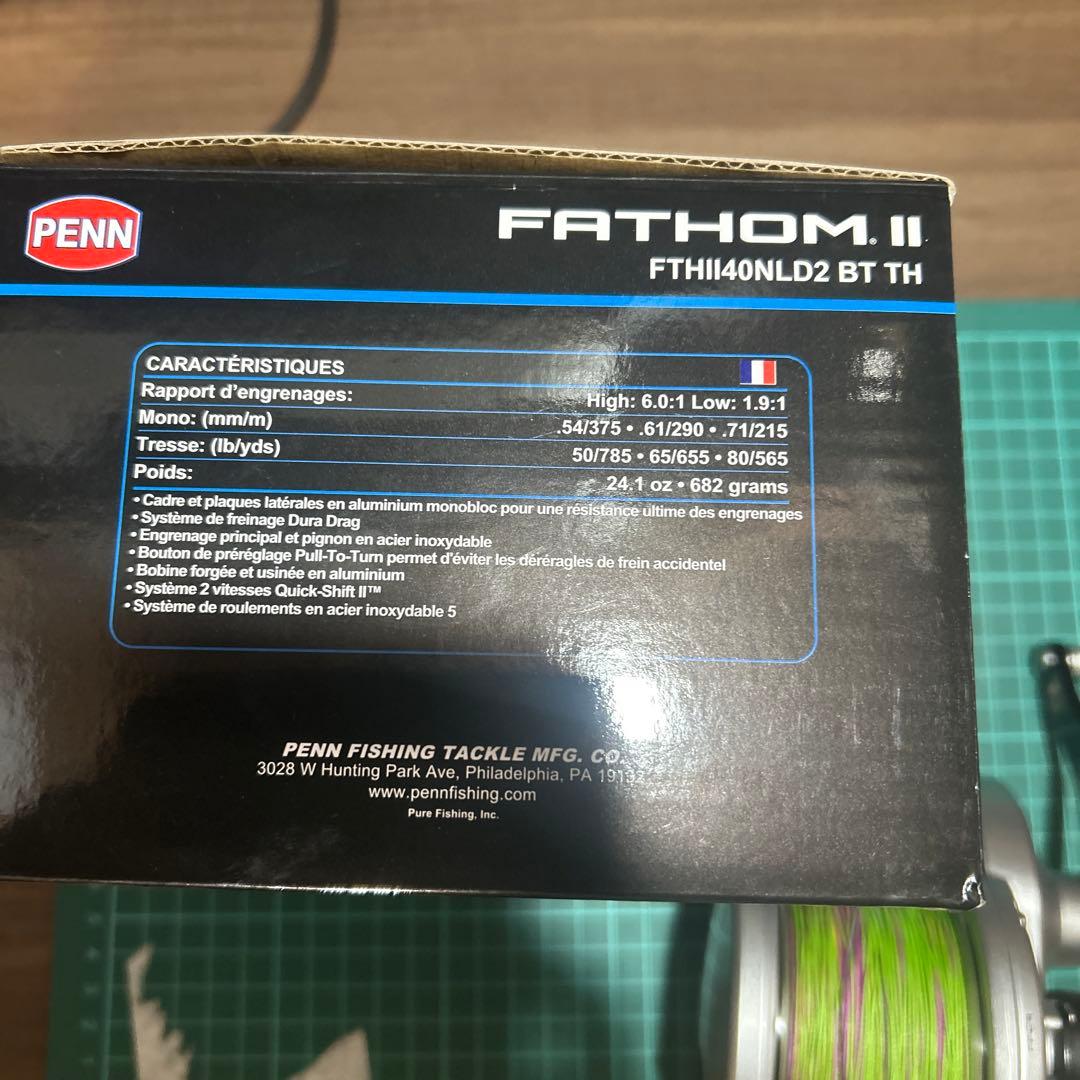 PENN
FATHOM® II
FTHII40NLD2 BT TH
CARACTÉRISTIQUES
Rapport d'engrenages: High: 6.0:1 Low: 1.9:1
Mono: (mm/m) .54/375 • .61/290 • .71/215
Tresse: (lb/yds) 50/785 • 65/655 • 80/565
Poids: 24.1 oz • 682 grams
• Cadre et plaques latérales en aluminium monobloc pour une résistance ultime des engrenages
• Système de freinage Dura Drag
• Engrenage principal et pignon en acier inoxydable
• Bouton de préréglage Pull-To-Turn permet d'éviter les déréragles de frein accidentel
• Bobine forgée et usinée en aluminium
• Système 2 vitesses Quick-Shift II™
• Système de roulements en acier inoxydable 5
PENN FISHING TACKLE MFG. CO.
3028 W Hunting Park Ave, Philadelphia, PA 19132
www.pennfishing.com
Pure Fishing, Inc.